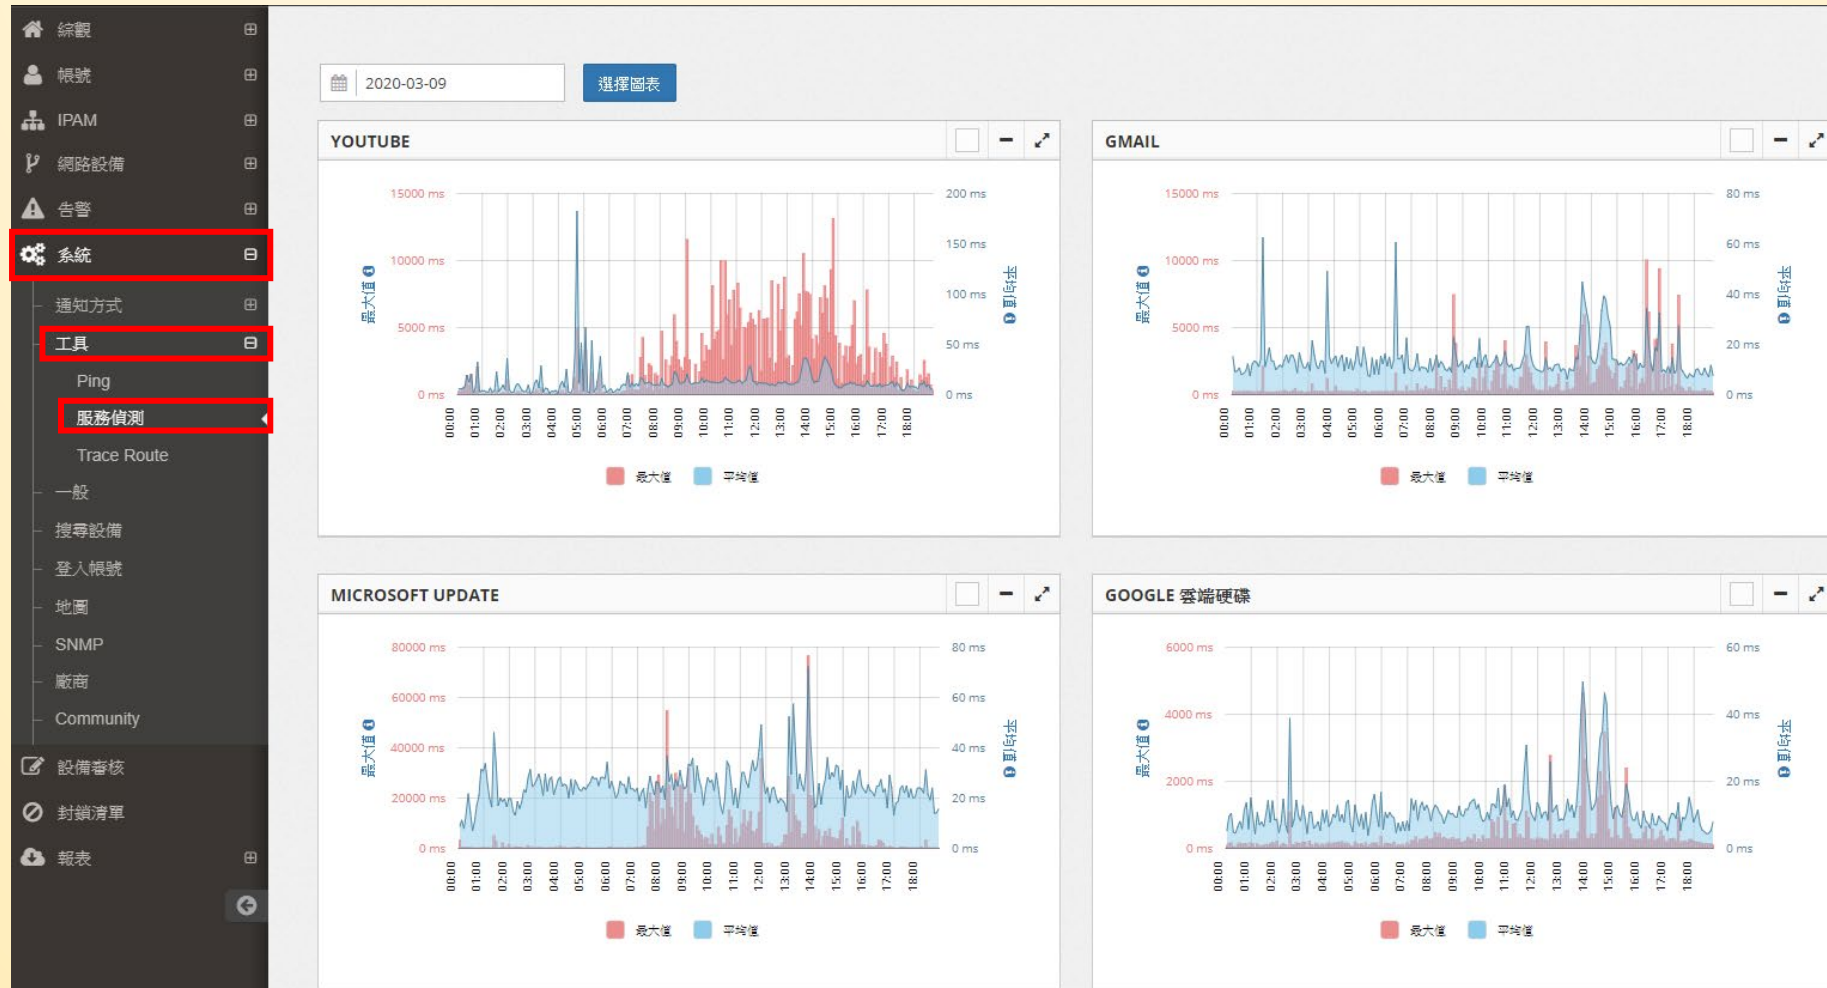 綜觀
帳號
IPAM
網路設備
告警
系統
通知方式
工具
Ping
服務偵測
Trace Route
一般
搜尋設備
登入帳號
地圖
SNMP
廠商
Community
設備審核
封鎖清單
報表
2020-03-09
選擇圖表
YOUTUBE
15000 ms
10000 ms
5000 ms
0 ms
最大值
200 ms
150 ms
100 ms
50 ms
0 ms
平均值
00:00 01:00 02:00 03:00 04:00 05:00 06:00 07:00 08:00 09:00 10:00 11:00 12:00 13:00 14:00 15:00 16:00 17:00 18:00
最大值 平均值
GMAIL
15000 ms
10000 ms
5000 ms
0 ms
最大值
80 ms
60 ms
40 ms
20 ms
0 ms
平均值
00:00 01:00 02:00 03:00 04:00 05:00 06:00 07:00 08:00 09:00 10:00 11:00 12:00 13:00 14:00 15:00 16:00 17:00 18:00
最大值 平均值
MICROSOFT UPDATE
80000 ms
60000 ms
40000 ms
20000 ms
0 ms
最大值
80 ms
60 ms
40 ms
20 ms
0 ms
平均值
00:00 01:00 02:00 03:00 04:00 05:00 06:00 07:00 08:00 09:00 10:00 11:00 12:00 13:00 14:00 15:00 16:00 17:00 18:00
最大值 平均值
GOOGLE 雲端硬碟
6000 ms
4000 ms
2000 ms
0 ms
最大值
60 ms
40 ms
20 ms
0 ms
平均值
00:00 01:00 02:00 03:00 04:00 05:00 06:00 07:00 08:00 09:00 10:00 11:00 12:00 13:00 14:00 15:00 16:00 17:00 18:00
最大值 平均值